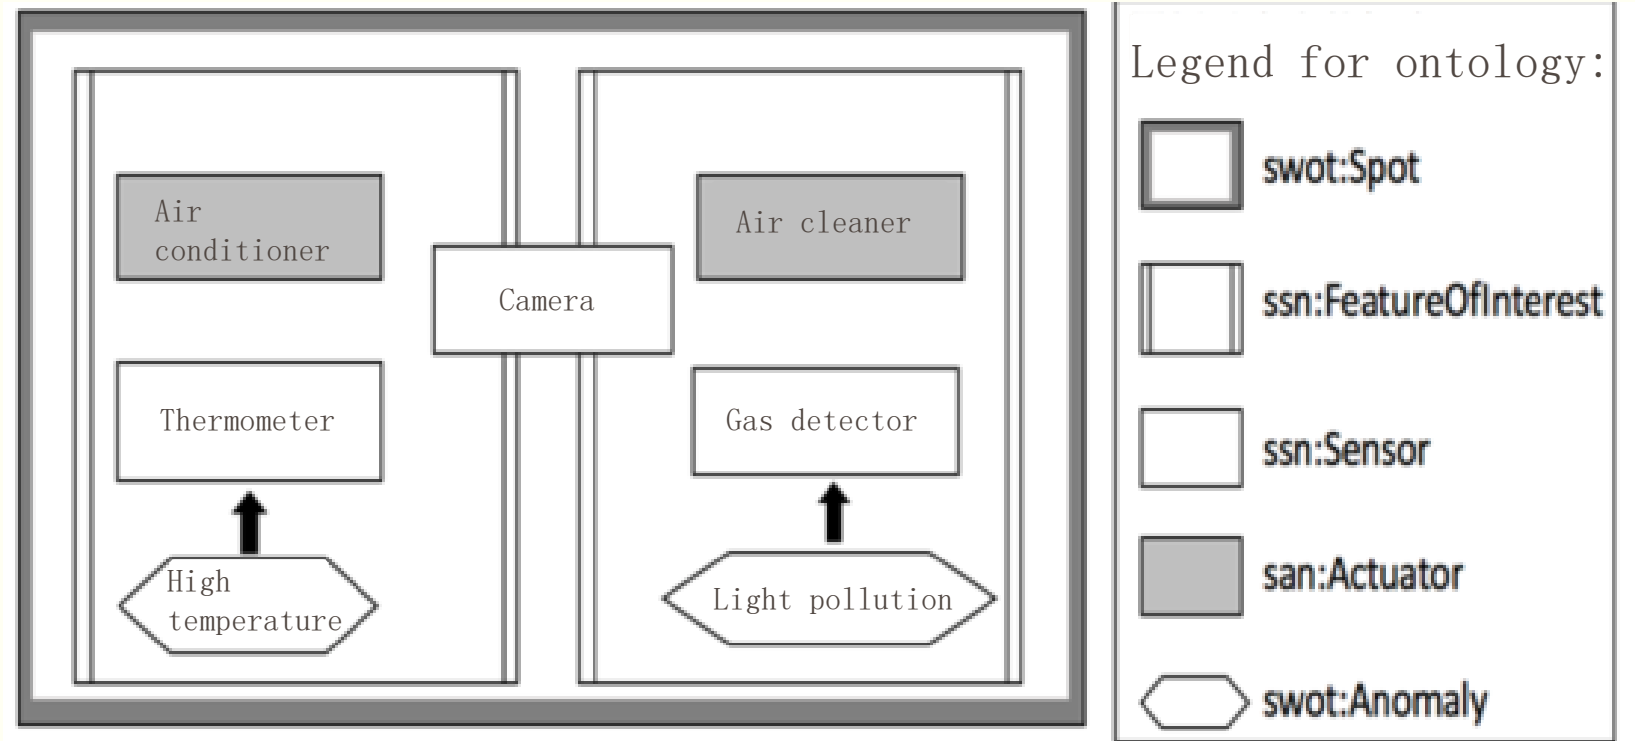 Air
conditioner
Air cleaner
Camera
Thermometer
Gas detector
High
temperature
Light pollution
Legend for ontology:
swot:Spot
ssn:FeatureOfInterest
ssn:Sensor
san:Actuator
swot:Anomaly